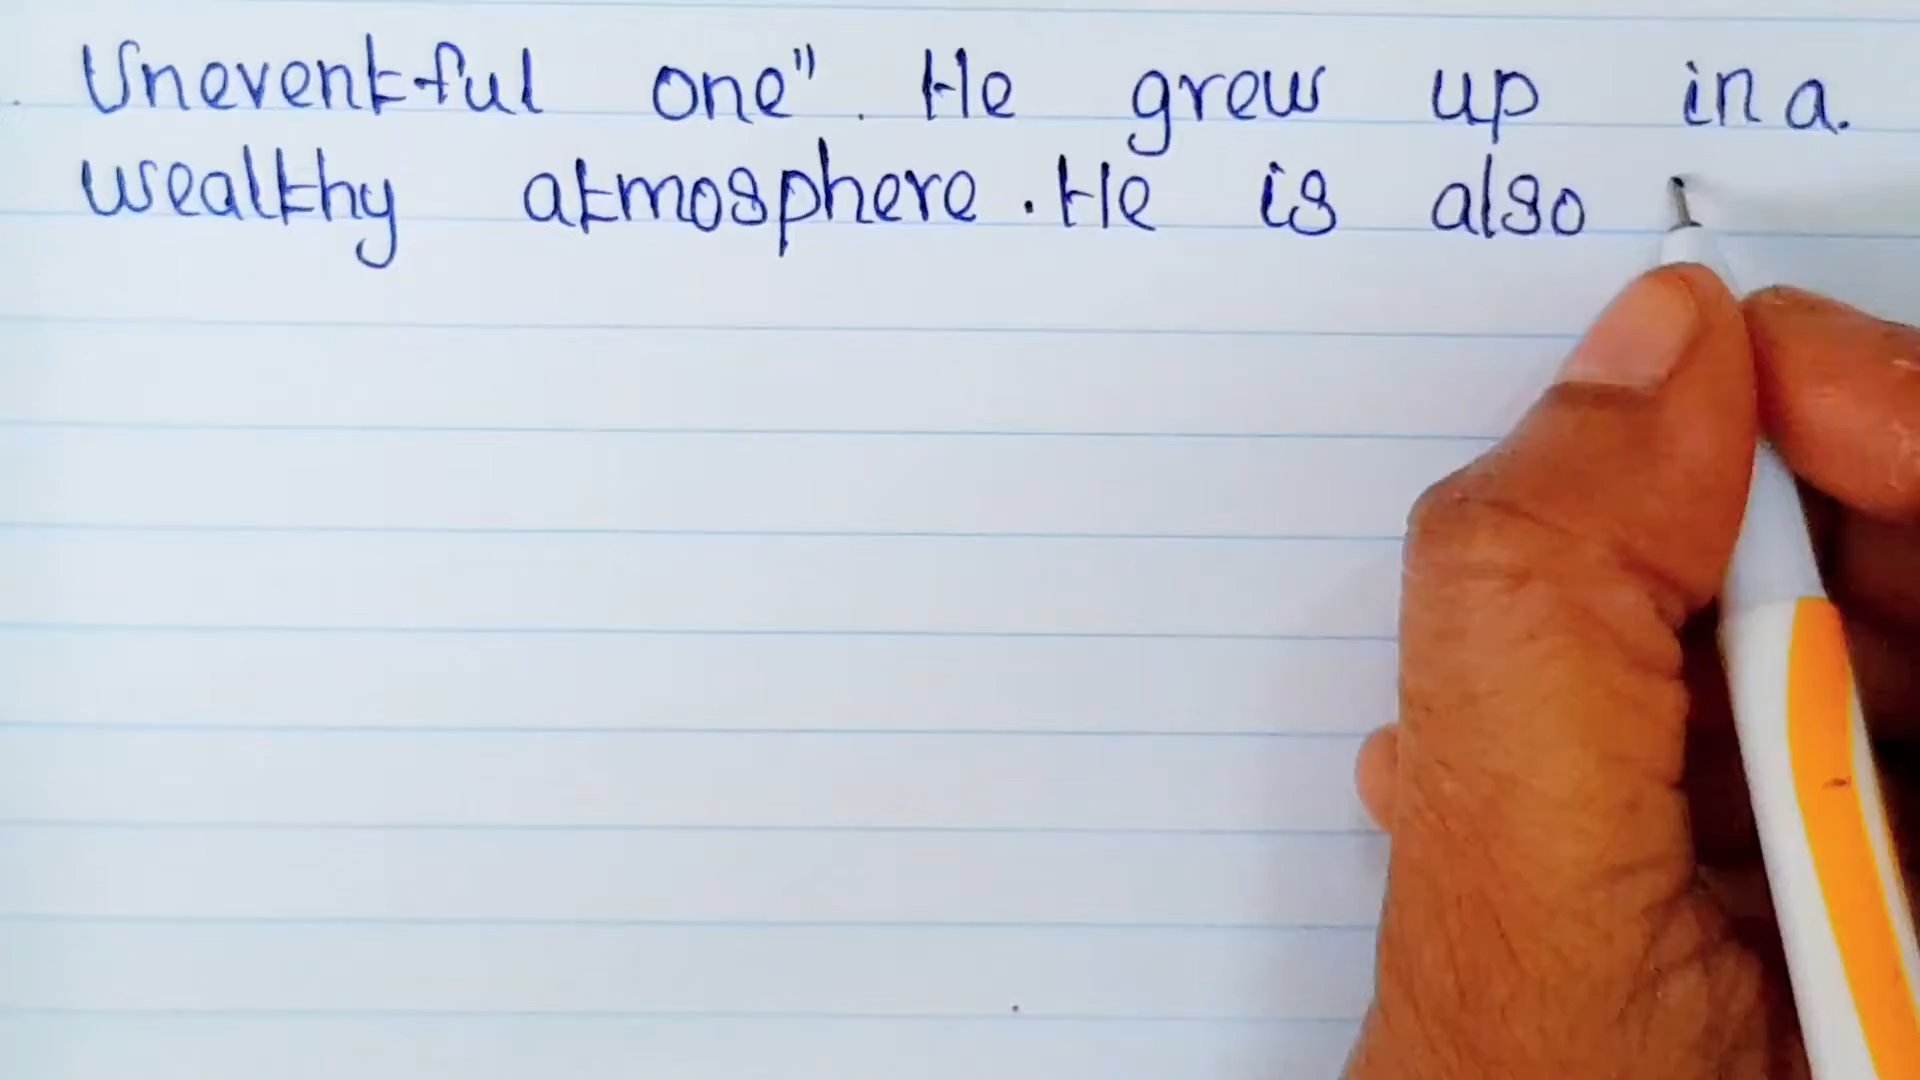 Uneventful one". He grew up in a.
wealthy atmosphere. He is also